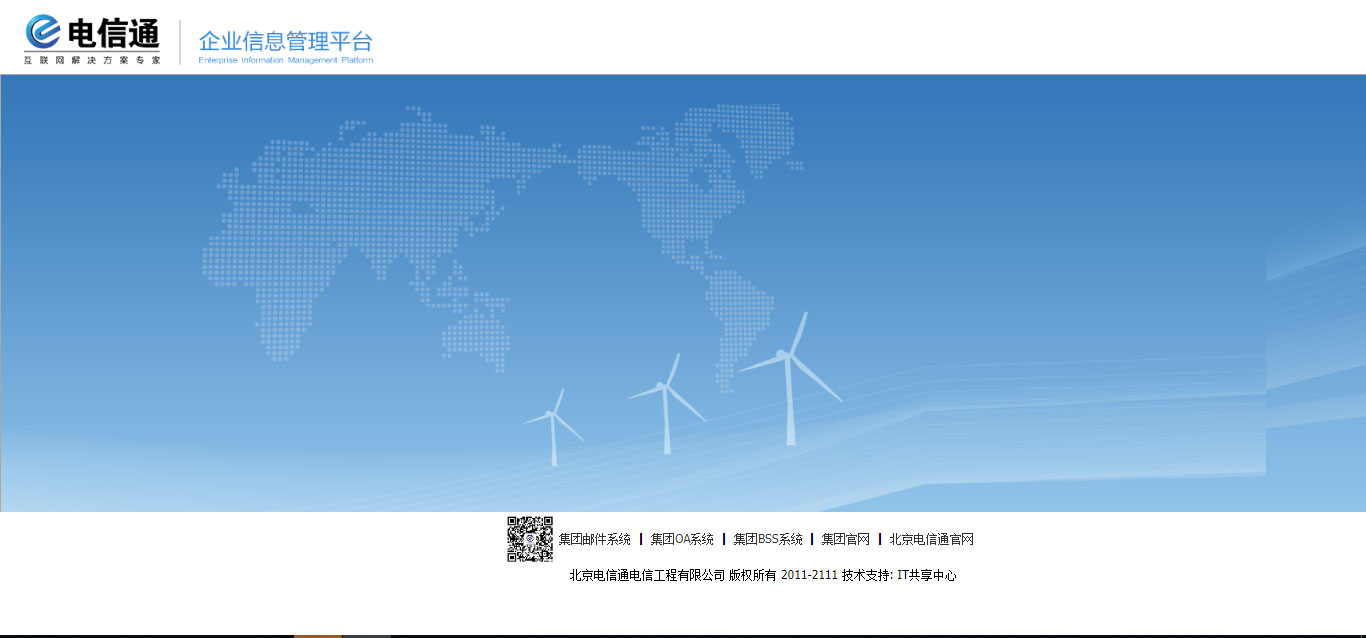 电信通
互联网解决方案专家
企业信息管理平台
Enterprise Information Management Platform
集团邮件系统 | 集团OA系统 | 集团BSS系统 | 集团官网 | 北京电信通官网
北京电信通电信工程有限公司 版权所有 2011-2111 技术支持: IT共享中心